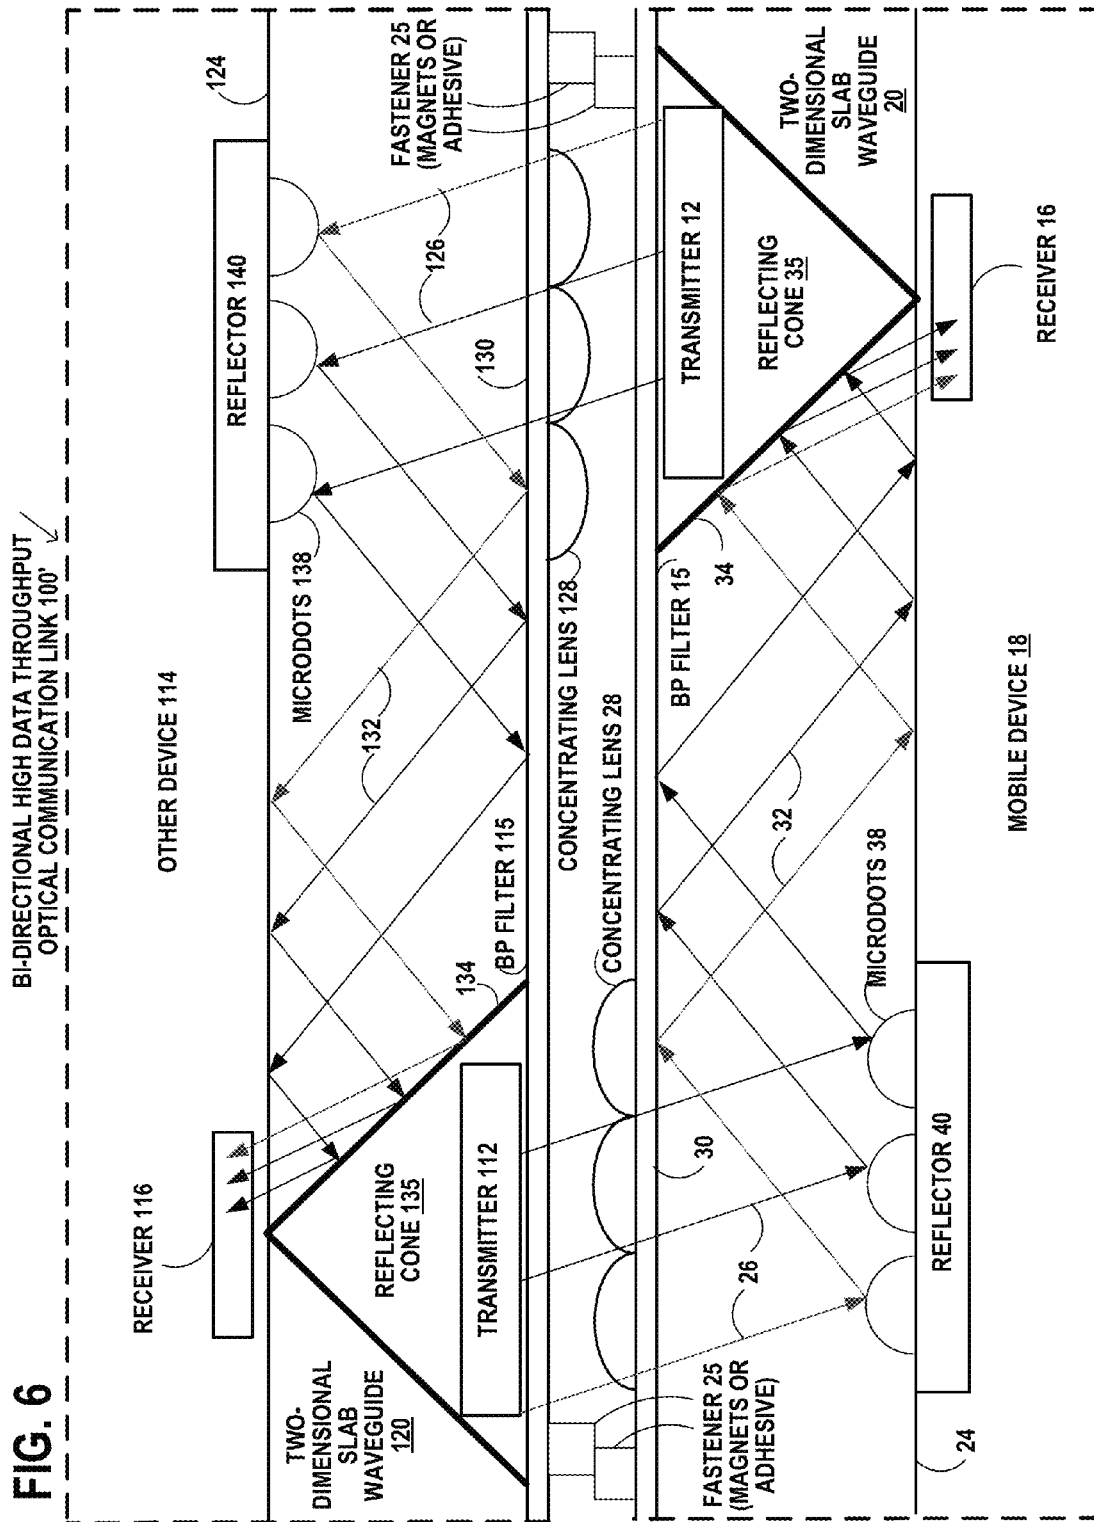 FIG. 6
BI-DIRECTIONAL HIGH DATA THROUGHPUT
OPTICAL COMMUNICATION LINK 100'
OTHER DEVICE 114
RECEIVER 116
REFLECTOR 140
124
MICRODOTS 138
TWO-
DIMENSIONAL
SLAB
WAVEGUIDE
120
REFLECTING
CONE 135
TRANSMITTER 112
134
BP FILTER 115
132
130
126
FASTENER 25
(MAGNETS OR
ADHESIVE)
CONCENTRATING LENS 128
CONCENTRATING LENS 28
FASTENER 25
(MAGNETS OR
ADHESIVE)
26
30
MICRODOTS 38
REFLECTOR 40
24
32
BP FILTER 15
34
TRANSMITTER 12
REFLECTING
CONE 35
TWO-
DIMENSIONAL
SLAB
WAVEGUIDE
20
MOBILE DEVICE 18
RECEIVER 16